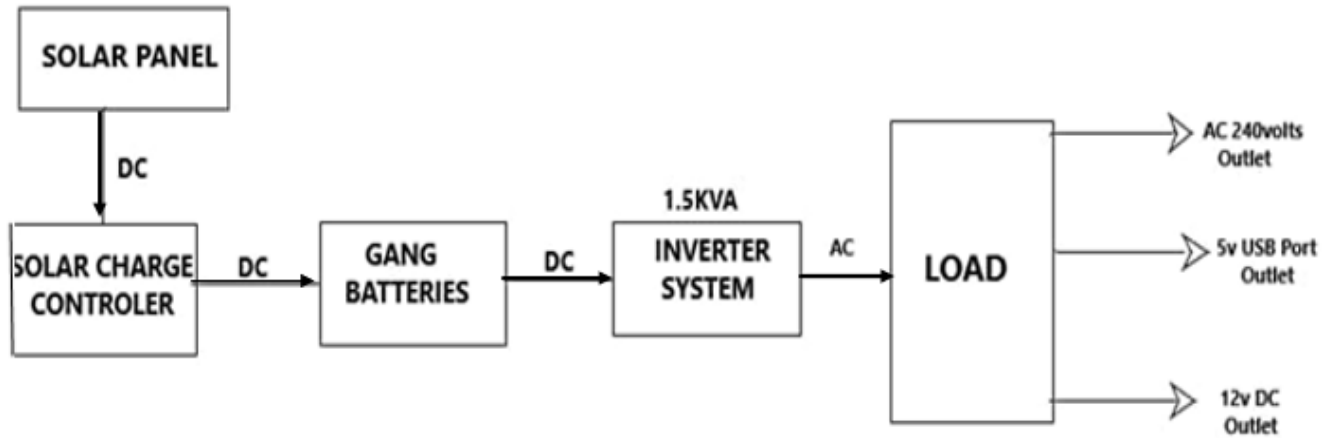 SOLAR PANEL
DC
SOLAR CHARGE
CONTROLER
DC
GANG
BATTERIES
DC
1.5KVA
INVERTER
SYSTEM
AC
LOAD
AC 240volts
Outlet
5v USB Port
Outlet
12v DC
Outlet